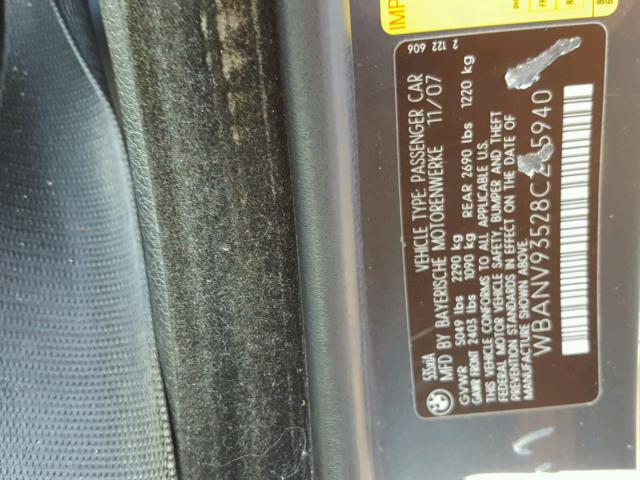 2 122 606
535xiA
VEHICLE TYPE: PASSENGER CAR
MFD BY BAYERISCHE MOTORENWERKE 11/07
GVWR 5049 lbs 2290 kg
GAWR FRONT 2403 lbs 1090 kg REAR 2690 lbs 1220 kg
THIS VEHICLE CONFORMS TO ALL APPLICABLE U.S.
FEDERAL MOTOR VEHICLE SAFETY, BUMPER AND THEFT
PREVENTION STANDARDS IN EFFECT ON THE DATE OF
MANUFACTURE SHOWN ABOVE.